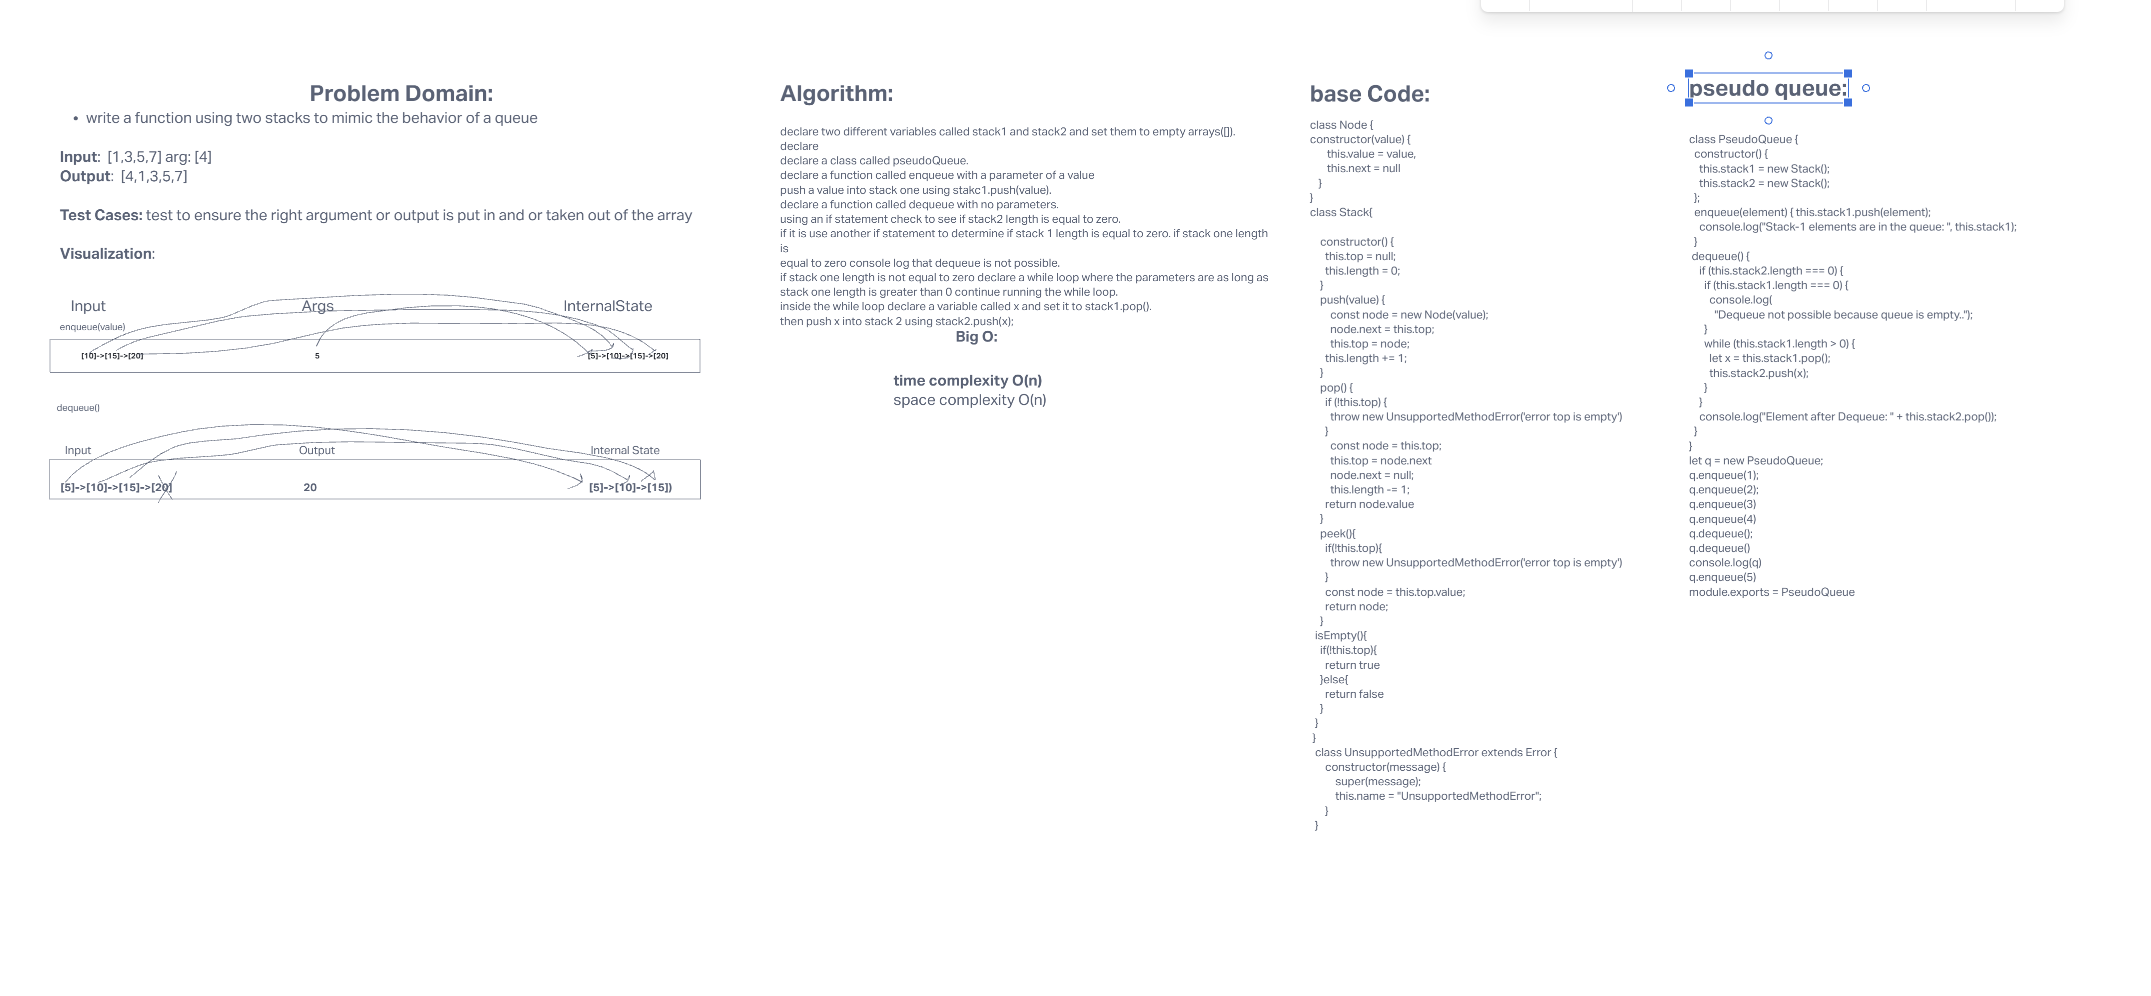 Problem Domain:
• write a function using two stacks to mimic the behavior of a queue
Input: [1,3,5,7] arg: [4]
Output: [4,1,3,5,7]
Test Cases: test to ensure the right argument or output is put in and or taken out of the array
Visualization:
Input Args InternalState
enqueue(value)
[10]->[15]->[20] 5 [5]->[10]->[15]->[20]
dequeue()
Input Output Internal State
[5]->[10]->[15]->[20] 20 [5]->[10]->[15])
Algorithm:
declare two different variables called stack1 and stack2 and set them to empty arrays([]).
declare
declare a class called pseudoQueue.
declare a function called enqueue with a parameter of a value
push a value into stack one using stakc1.push(value).
declare a function called dequeue with no parameters.
using an if statement check to see if stack2 length is equal to zero.
if it is use another if statement to determine if stack 1 length is equal to zero. if stack one length
is
equal to zero console log that dequeue is not possible.
if stack one length is not equal to zero declare a while loop where the parameters are as long as
stack one length is greater than 0 continue running the while loop.
inside the while loop declare a variable called x and set it to stack1.pop().
then push x into stack 2 using stack2.push(x);
Big O:
time complexity O(n)
space complexity O(n)
base Code:
class Node {
constructor(value) {
this.value = value,
this.next = null
}
}
class Stack{
constructor() {
this.top = null;
this.length = 0;
}
push(value) {
const node = new Node(value);
node.next = this.top;
this.top = node;
this.length += 1;
}
pop() {
if (!this.top) {
throw new UnsupportedMethodError('error top is empty')
}
const node = this.top;
this.top = node.next
node.next = null;
this.length -= 1;
return node.value
}
peek(){
if(!this.top){
throw new UnsupportedMethodError('error top is empty')
}
const node = this.top.value;
return node;
}
isEmpty(){
if(!this.top){
return true
}else{
return false
}
}
}
class UnsupportedMethodError extends Error {
constructor(message) {
super(message);
this.name = "UnsupportedMethodError";
}
}
pseudo queue:
class PseudoQueue {
constructor() {
this.stack1 = new Stack();
this.stack2 = new Stack();
};
enqueue(element) { this.stack1.push(element);
console.log("Stack-1 elements are in the queue: ", this.stack1);
}
dequeue() {
if (this.stack2.length === 0) {
if (this.stack1.length === 0) {
console.log(
"Dequeue not possible because queue is empty..");
}
while (this.stack1.length > 0) {
let x = this.stack1.pop();
this.stack2.push(x);
}
}
console.log("Element after Dequeue: " + this.stack2.pop());
}
}
let q = new PseudoQueue;
q.enqueue(1);
q.enqueue(2);
q.enqueue(3)
q.enqueue(4)
q.dequeue();
q.dequeue()
console.log(q)
q.enqueue(5)
module.exports = PseudoQueue